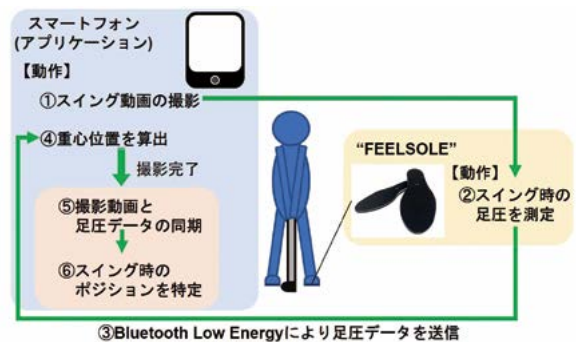 スマートフォン
(アプリケーション)
【動作】
①スイング動画の撮影
④重心位置を算出
撮影完了
⑤撮影動画と
足圧データの同期
⑥スイング時の
ポジションを特定
“FEELSOLE”
【動作】
②スイング時の
足圧を測定
③Bluetooth Low Energyにより足圧データを送信